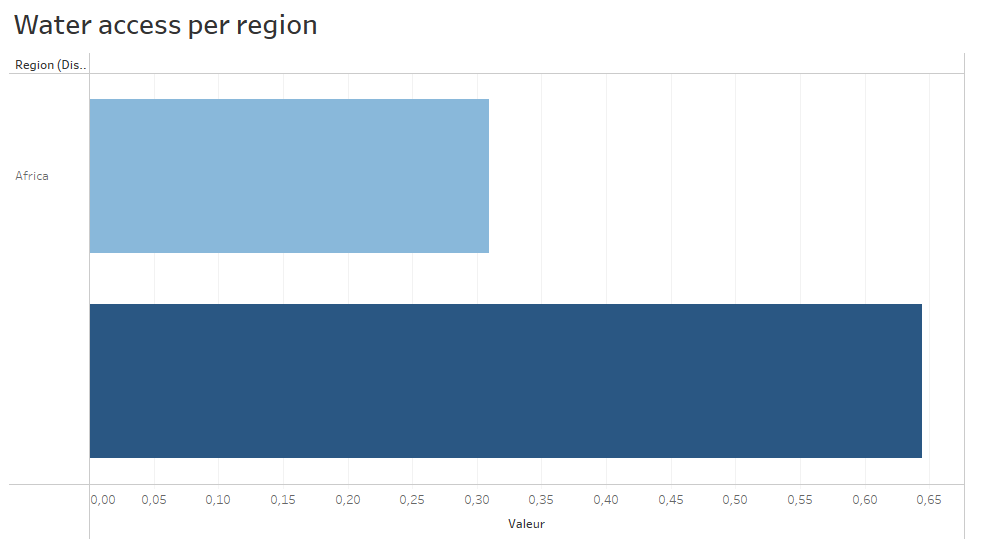 Water access per region
Region (Dis..
Africa
0,00 0,05 0,10 0,15 0,20 0,25 0,30 0,35 0,40 0,45 0,50 0,55 0,60 0,65
Valeur